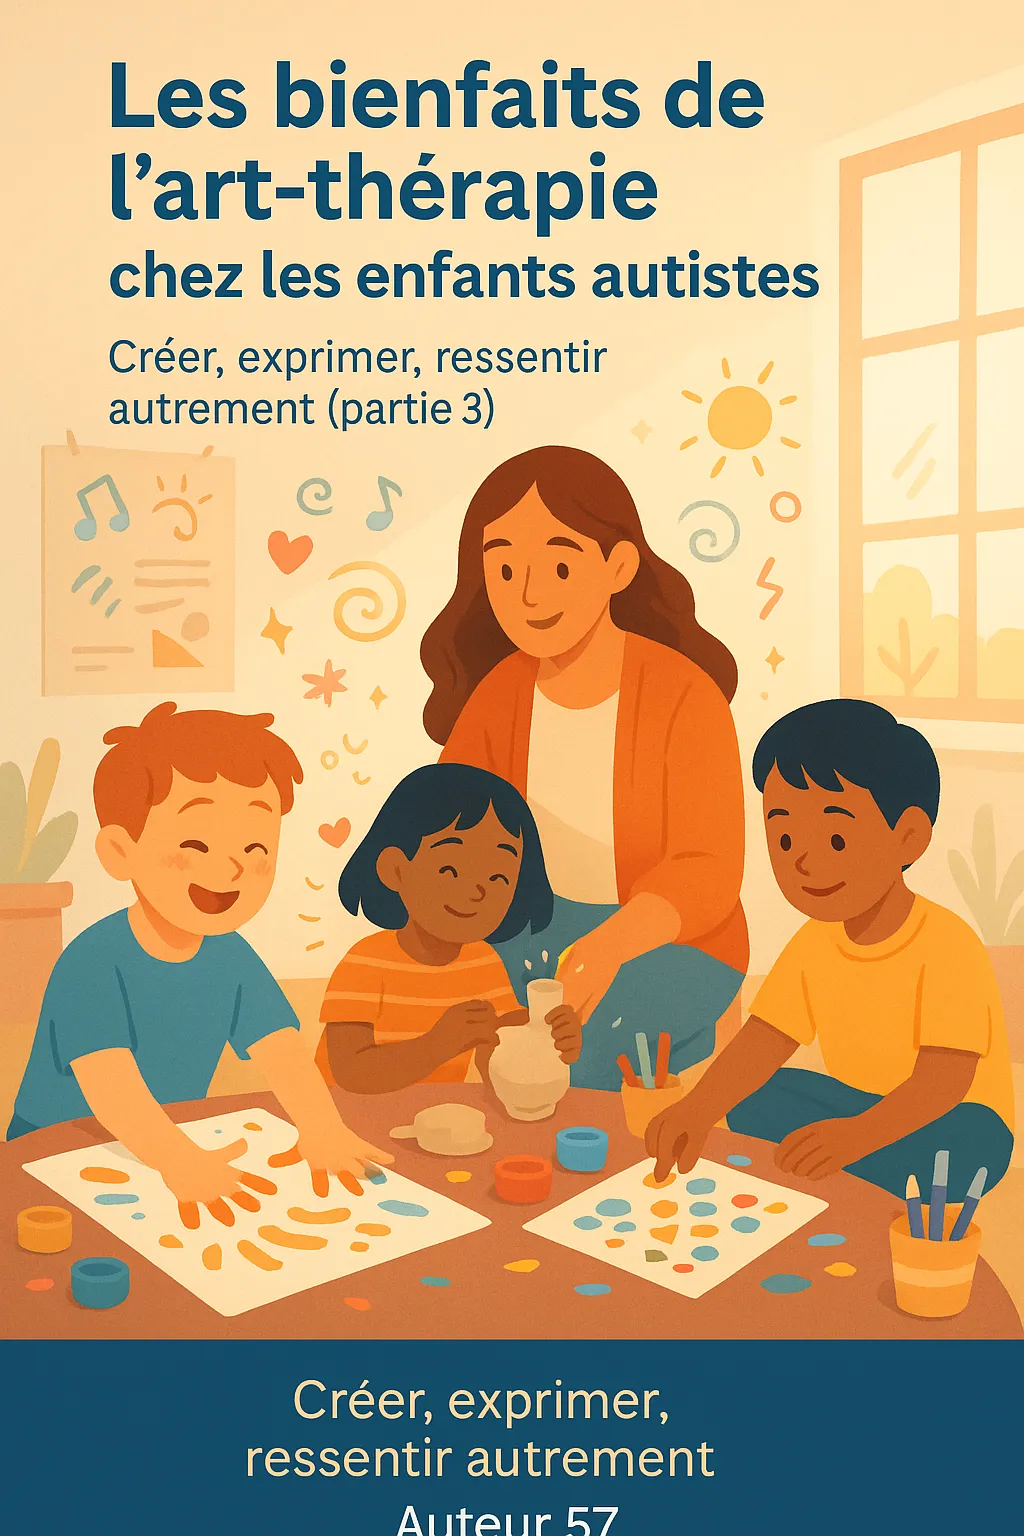 Les bienfaits de
l’art-thérapie
chez les enfants autistes
Créer, exprimer, ressentir
autrement (partie 3)
Créer, exprimer,
ressentir autrement
Auteur 57